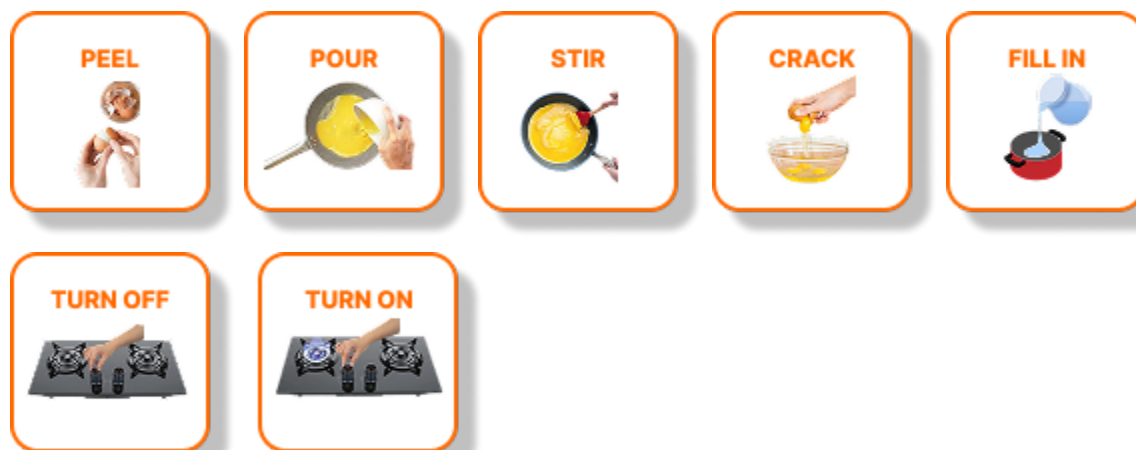 PEEL
POUR
STIR
CRACK
FILL IN
TURN OFF
TURN ON